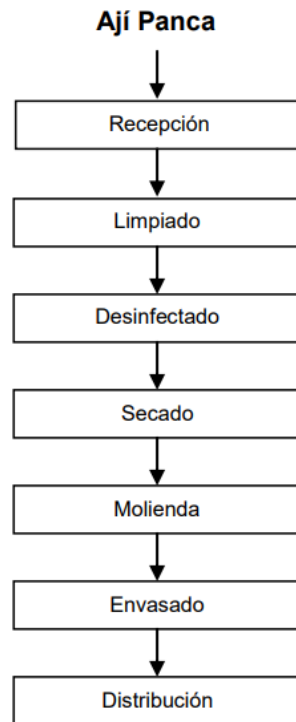 Ají Panca
Recepción
Limpiado
Desinfectado
Secado
Molienda
Envasado
Distribución